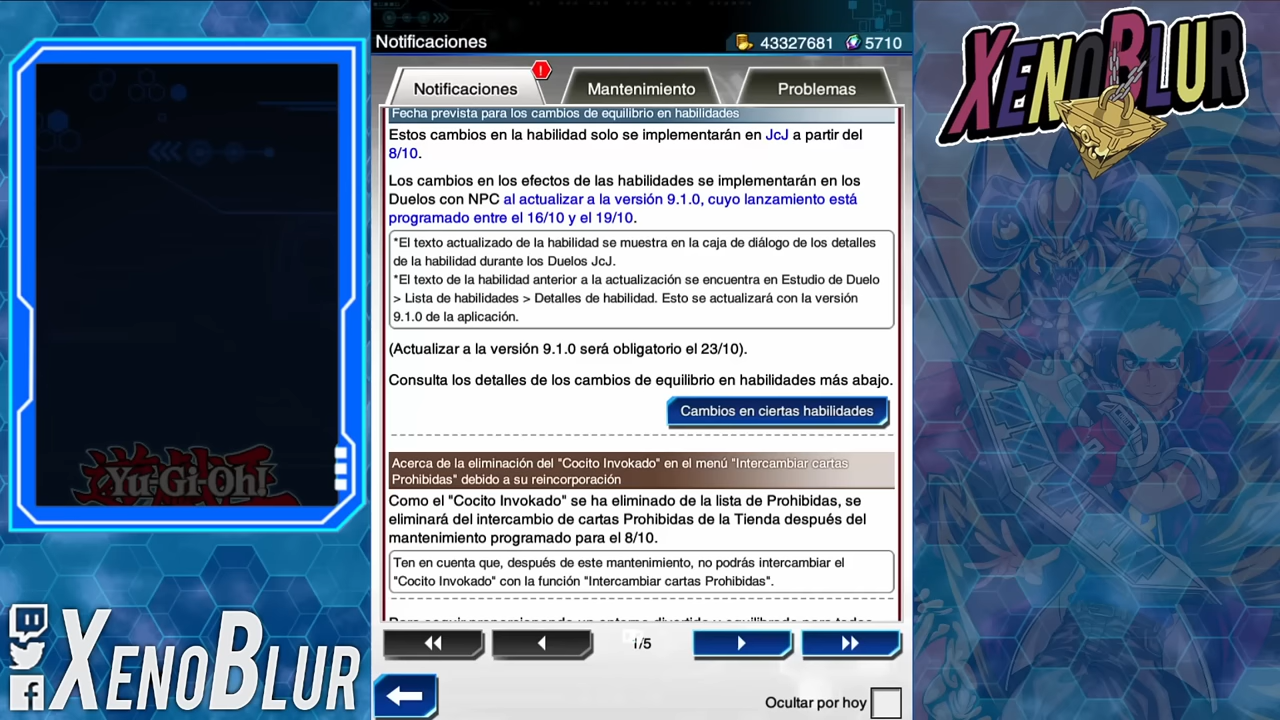 Notificaciones
43327681
5710
Notificaciones
!
Mantenimiento
Problemas
Fecha prevista para los cambios de equilibrio en habilidades
Estos cambios en la habilidad solo se implementarán en JcJ a partir del
8/10.
Los cambios en los efectos de las habilidades se implementarán en los
Duelos con NPC al actualizar a la versión 9.1.0, cuyo lanzamiento está
programado entre el 16/10 y el 19/10.
*El texto actualizado de la habilidad se muestra en la caja de diálogo de los detalles
de la habilidad durante los Duelos JcJ.
*El texto de la habilidad anterior a la actualización se encuentra en Estudio de Duelo
> Lista de habilidades > Detalles de habilidad. Esto se actualizará con la versión
9.1.0 de la aplicación.
(Actualizar a la versión 9.1.0 será obligatorio el 23/10).
Consulta los detalles de los cambios de equilibrio en habilidades más abajo.
Cambios en ciertas habilidades
Acerca de la eliminación del "Cocito Invokado" en el menú "Intercambiar cartas
Prohibidas" debido a su reincorporación
Como el "Cocito Invokado" se ha eliminado de la lista de Prohibidas, se
eliminará del intercambio de cartas Prohibidas de la Tienda después del
mantenimiento programado para el 8/10.
Ten en cuenta que, después de este mantenimiento, no podrás intercambiar el
"Cocito Invokado" con la función "Intercambiar cartas Prohibidas".
1/5
Ocultar por hoy
Yu-Gi-Oh!
XENOBLUR
XENOBLUR